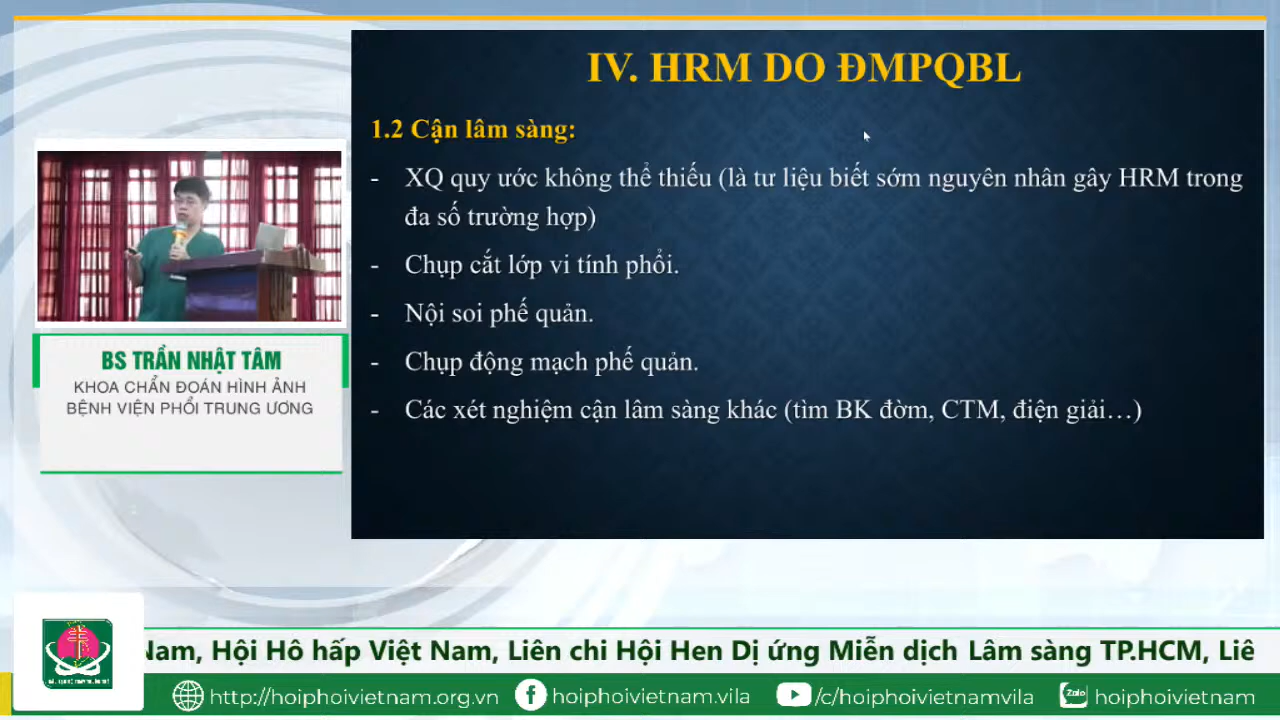 IV. HRM DO ĐMPQBL
1.2 Cận lâm sàng:
- XQ quy ước không thể thiếu (là tư liệu biết sớm nguyên nhân gây HRM trong
đa số trường hợp)
- Chụp cắt lớp vi tính phổi.
- Nội soi phế quản.
- Chụp động mạch phế quản.
- Các xét nghiệm cận lâm sàng khác (tìm BK đờm, CTM, điện giải…)
BS TRẦN NHẬT TÂM
KHOA CHẨN ĐOÁN HÌNH ẢNH
BỆNH VIỆN PHỔI TRUNG ƯƠNG
Nam, Hội Hô hấp Việt Nam, Liên chi Hội Hen Dị ứng Miễn dịch Lâm sàng TP.HCM, Liê
http://hoiphoivietnam.org.vn hoiphoivietnam.vila /c/hoiphoivietnamvila Zalo hoiphoivietnam